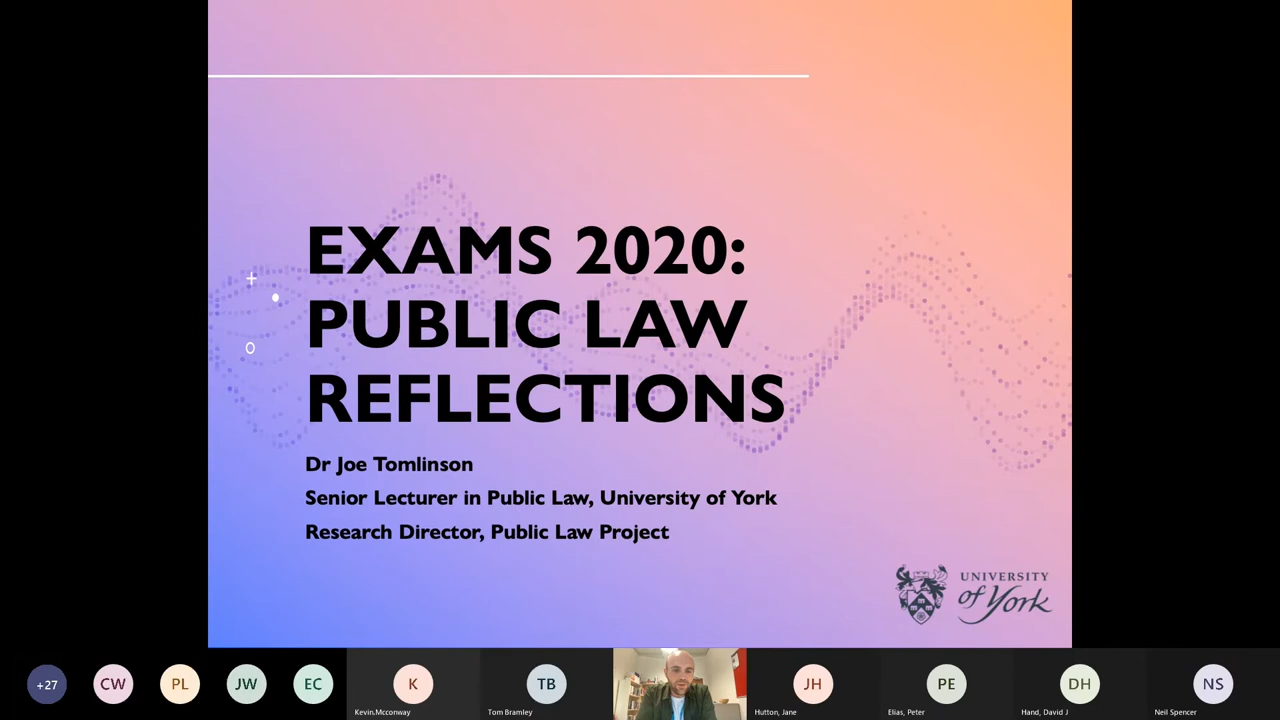 EXAMS 2020:
PUBLIC LAW
REFLECTIONS
Dr Joe Tomlinson
Senior Lecturer in Public Law, University of York
Research Director, Public Law Project
UNIVERSITY
of York
+27
CW
PL
JW
EC
K
TB
JH
PE
DH
NS
Kevin.Mcconway
Tom Bramley
Hutton, Jane
Elias, Peter
Hand, David J
Neil Spencer